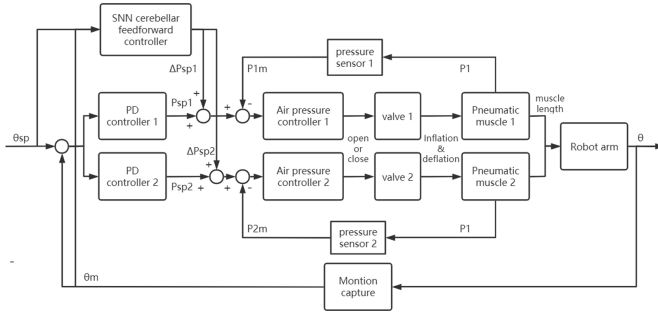 SNN cerebellar
feedforward
controller
pressure
sensor 1
ΔPsp1
P1m
P1
+
-
muscle
length
Psp1
+
+
PD
controller 1
Air pressure
controller 1
valve 1
Pneumatic
muscle 1
θsp
+
open
or
close
Inflation
&
deflation
Robot arm
θ
ΔPsp2
+
PD
controller 2
Psp2
+
+
-
Air pressure
controller 2
valve 2
Pneumatic
muscle 2
P2m
pressure
sensor 2
P1
-
θm
Montion
capture